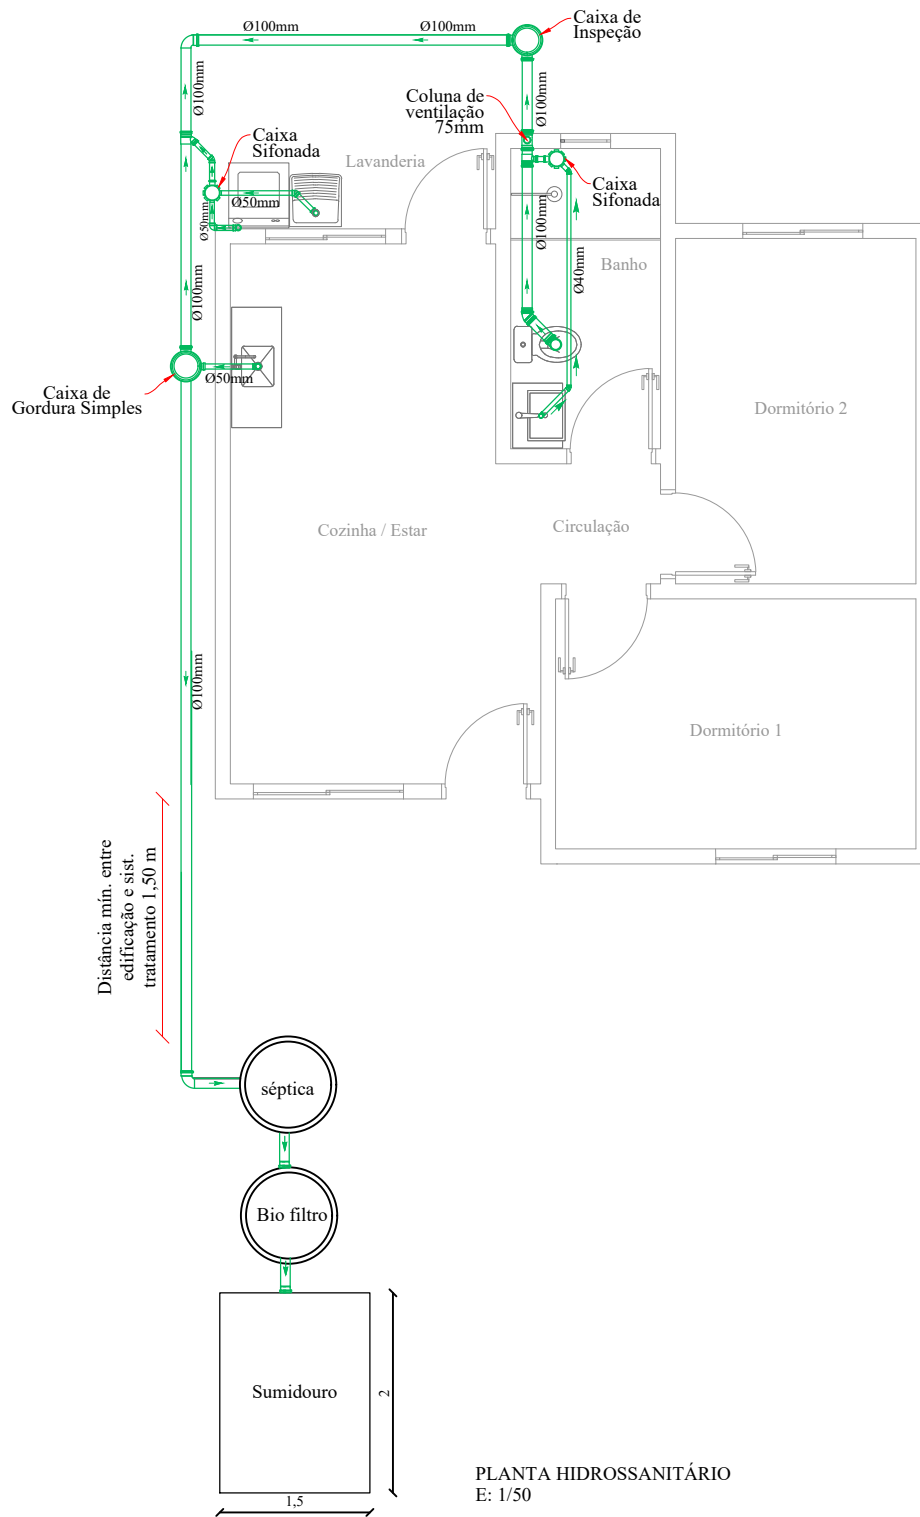 Caixa de
Inspeção
Ø100mm
Ø100mm
Ø100mm
Ø100mm
Coluna de
ventilação
75mm
Caixa
Sifonada
Lavanderia
Caixa
Sifonada
Ø50mm
Ø50mm
Ø100mm
Ø40mm
Banho
Ø100mm
Ø50mm
Caixa de
Gordura Simples
Dormitório 2
Cozinha / Estar
Circulação
Ø100mm
Dormitório 1
Distância mín. entre
edificação e sist.
tratamento 1,50 m
séptica
Bio filtro
Sumidouro
2
1,5
PLANTA HIDROSSANITÁRIO
E: 1/50